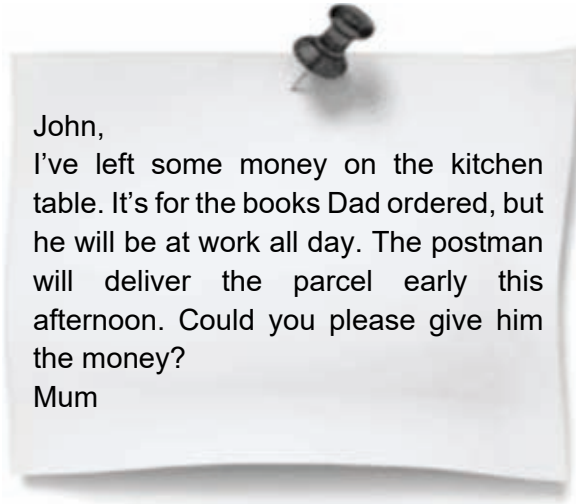 John,
I’ve left some money on the kitchen
table. It’s for the books Dad ordered, but
he will be at work all day. The postman
will deliver the parcel early this
afternoon. Could you please give him
the money?
Mum